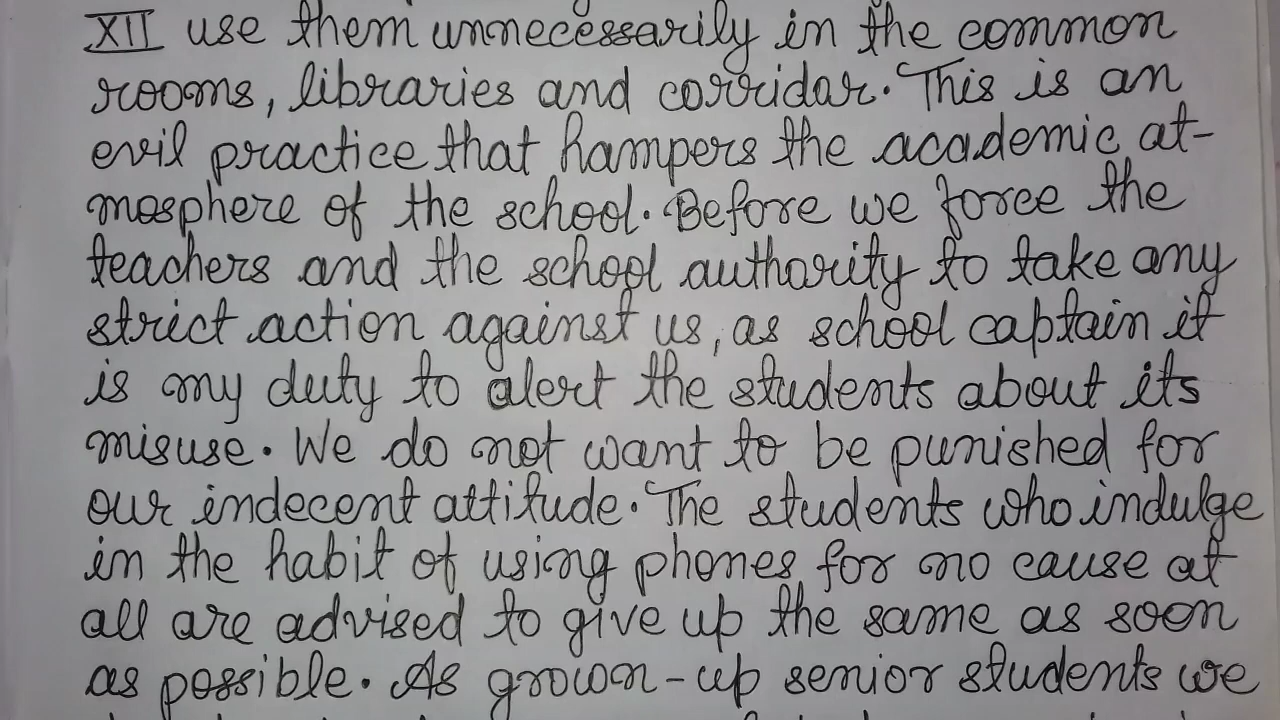 XII use them unnecessarily in the common
rooms, libraries and corridar. This is an
evil practice that hampers the academic at-
mosphere of the school. Before we force the
teachers and the school authority to take any
strict action against us, as school captain it
is my duty to alert the students about its
misuse. We do not want to be punished for
our indecent attitude. The students who indulge
in the habit of using phones for no cause at
all are advised to give up the same as soon
as possible. As grown-up senior students we